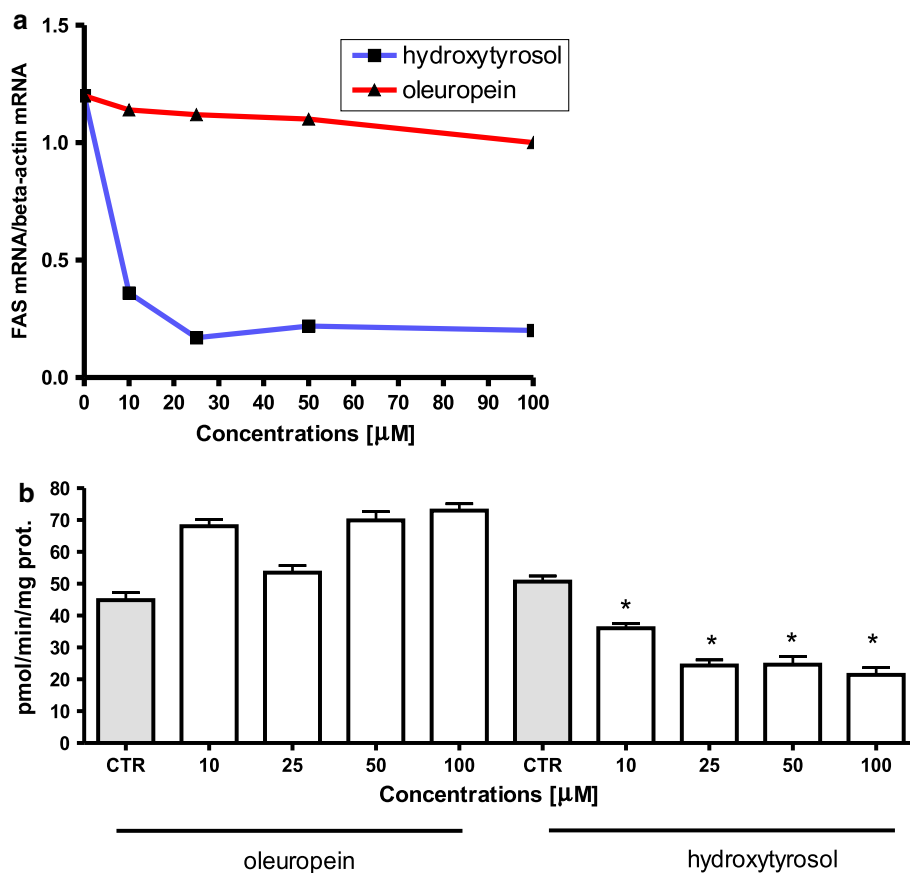 a
1.5
1.0
0.5
0.0
FAS mRNA/beta-actin mRNA
hydroxytyrosol
oleuropein
0 10 20 30 40 50 60 70 80 90 100
Concentrations [μM]
b
80
70
60
50
40
30
20
10
0
pmol/min/mg prot.
* * * *
CTR 10 25 50 100 CTR 10 25 50 100
Concentrations [μM]
oleuropein hydroxytyrosol